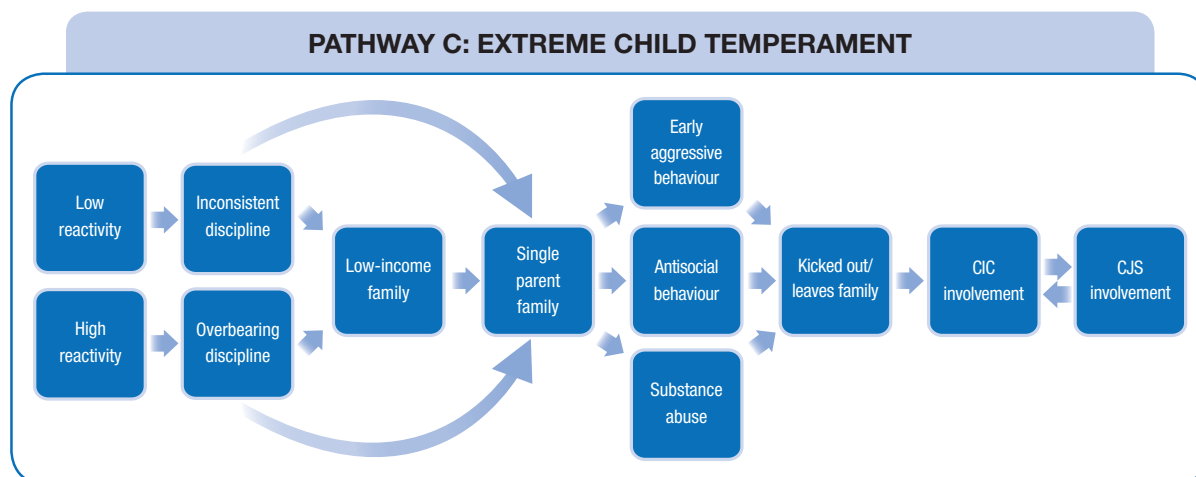 PATHWAY C: EXTREME CHILD TEMPERAMENT
Low
reactivity
Inconsistent
discipline
High
reactivity
Overbearing
discipline
Low-income
family
Single
parent
family
Early
aggressive
behaviour
Antisocial
behaviour
Substance
abuse
Kicked out/
leaves family
CIC
involvement
CJS
involvement